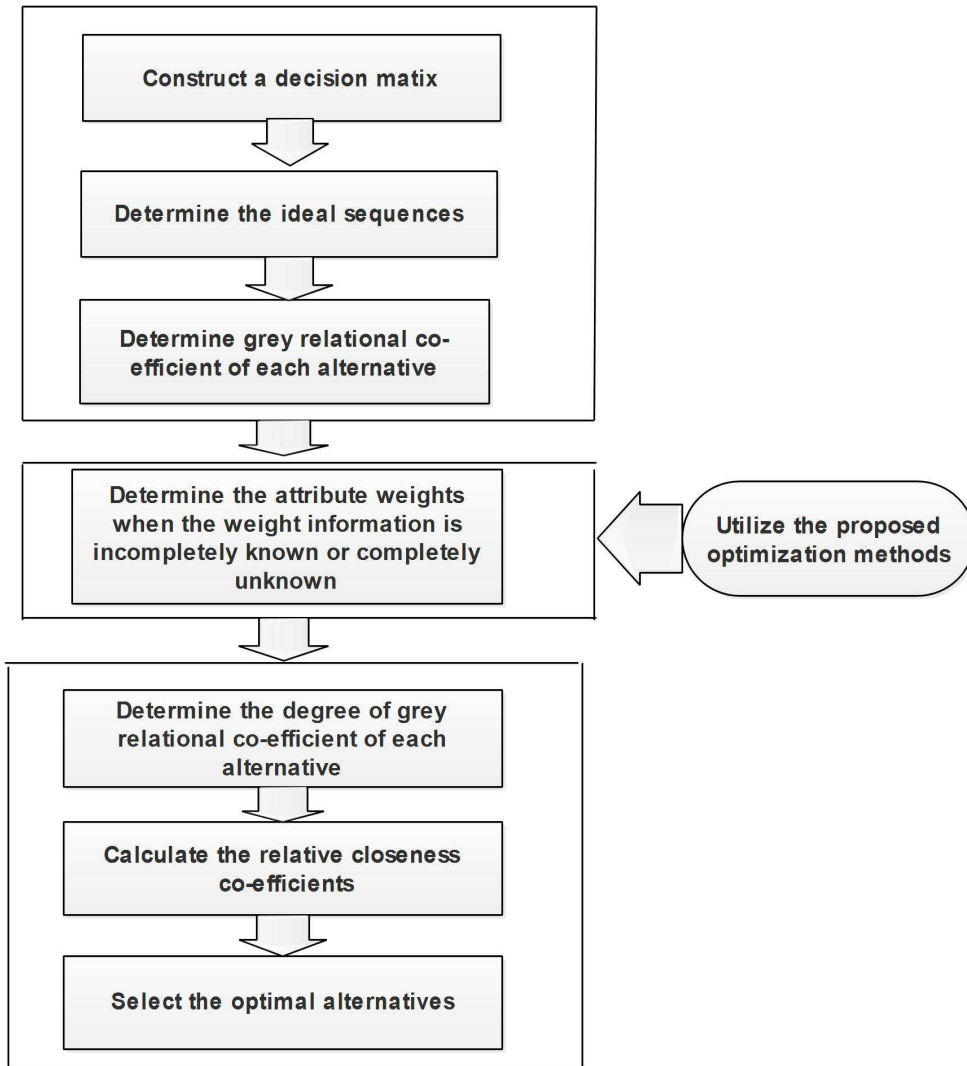 Construct a decision matix
Determine the ideal sequences
Determine grey relational co-
efficient of each alternative
Determine the attribute weights
when the weight information is
incompletely known or completely
unknown
Utilize the proposed
optimization methods
Determine the degree of grey
relational co-efficient of each
alternative
Calculate the relative closeness
co-efficients
Select the optimal alternatives